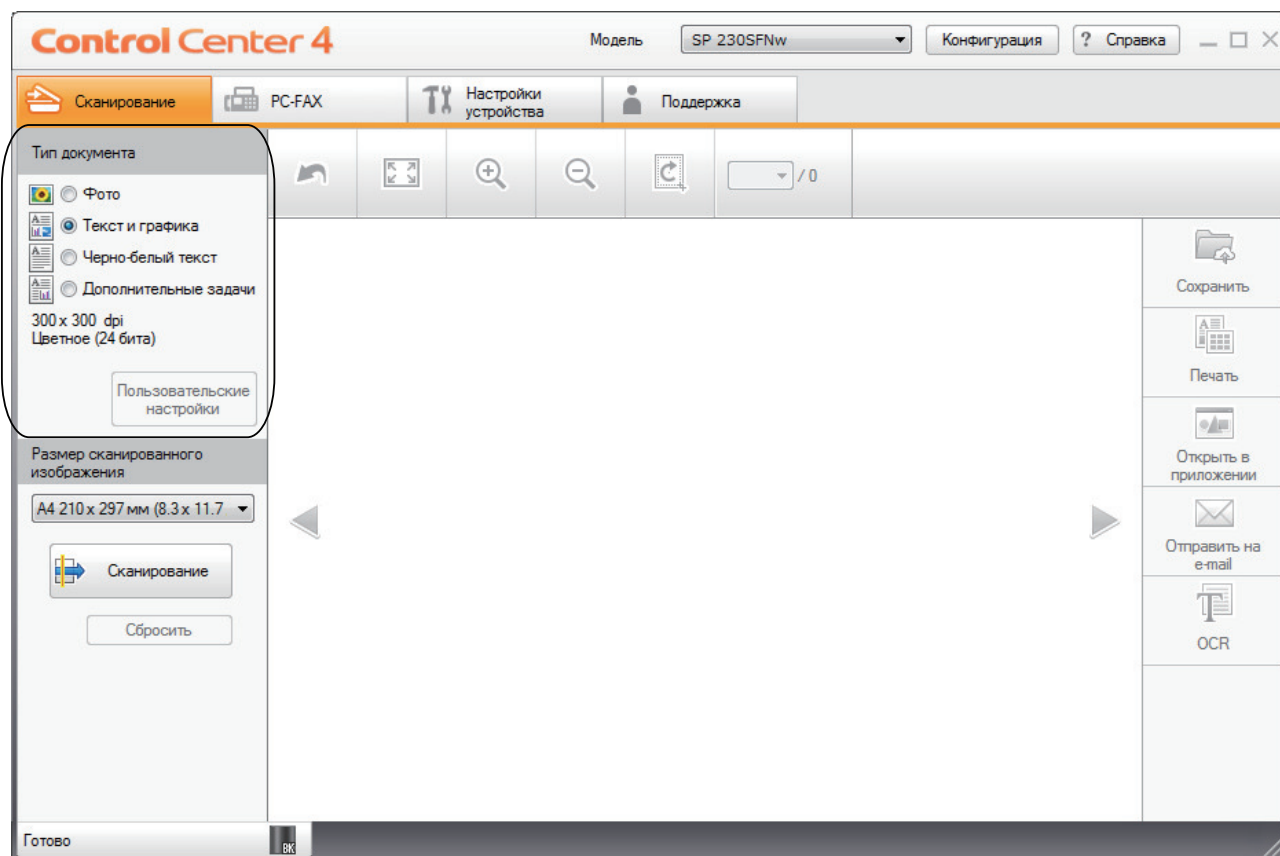 Control Center 4
Модель
SP 230SFNw
Конфигурация
? Справка
Сканирование
PC-FAX
Настройки
устройства
Поддержка
Тип документа
Фото
Текст и графика
Черно-белый текст
Дополнительные задачи
300 x 300 dpi
Цветное (24 бита)
Пользовательские
настройки
/ 0
Размер сканированного
изображения
A4 210 x 297 мм (8.3 x 11.7
Сканирование
Сбросить
Сохранить
Печать
Открыть в
приложении
Отправить на
e-mail
OCR
Готово
BK